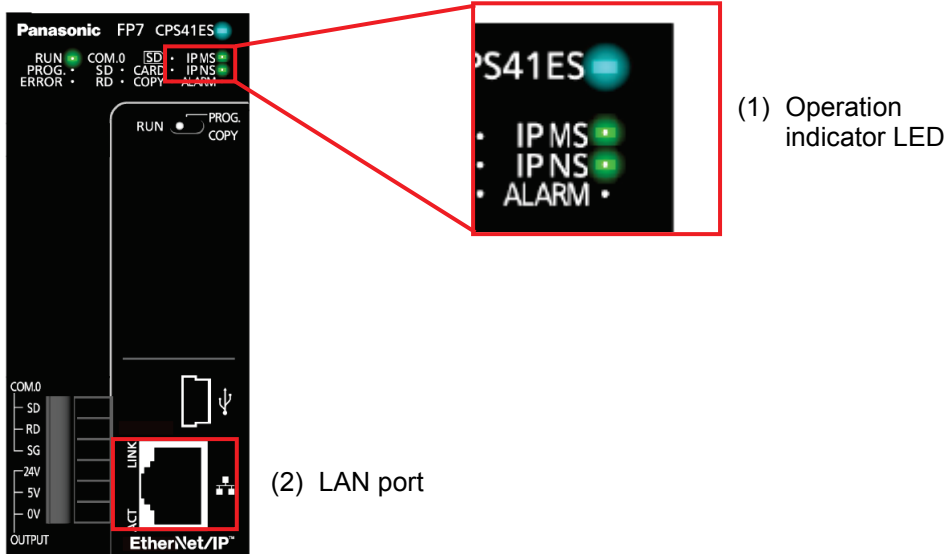 Panasonic FP7 CPS41ES
RUN COM.0 SD IP MS
PROG. SD CARD IP NS
ERROR RD COPY ALARM
RUN PROG.
COPY
COM.0
SD
RD
SG
24V
5V
0V
OUTPUT
LINK
ACT
EtherNet/IP™
PS41ES
IP MS
IP NS
ALARM
(1) Operation
indicator LED
(2) LAN port